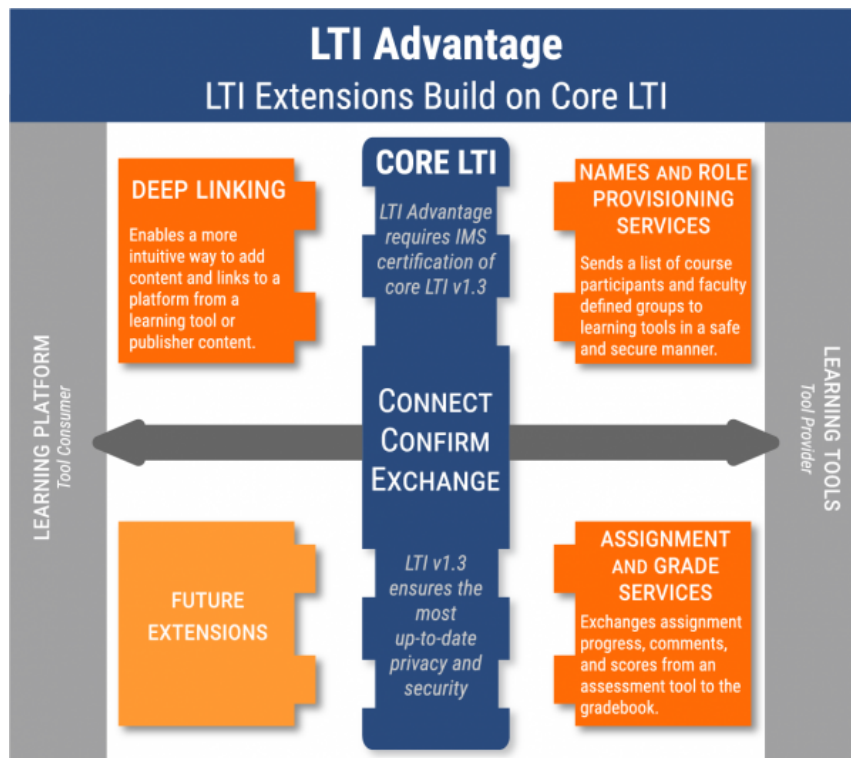 LTI Advantage
LTI Extensions Build on Core LTI
LEARNING PLATFORM
Tool Consumer
DEEP LINKING
Enables a more
intuitive way to add
content and links to a
platform from a
learning tool or
publisher content.
FUTURE
EXTENSIONS
CORE LTI
LTI Advantage
requires IMS
certification of
core LTI v1.3
CONNECT
CONFIRM
EXCHANGE
LTI v1.3
ensures the
most
up-to-date
privacy and
security
NAMES AND ROLE
PROVISIONING
SERVICES
Sends a list of course
participants and faculty
defined groups to
learning tools in a safe
and secure manner.
ASSIGNMENT
AND GRADE
SERVICES
Exchanges assignment
progress, comments,
and scores from an
assessment tool to the
gradebook.
LEARNING TOOLS
Tool Provider